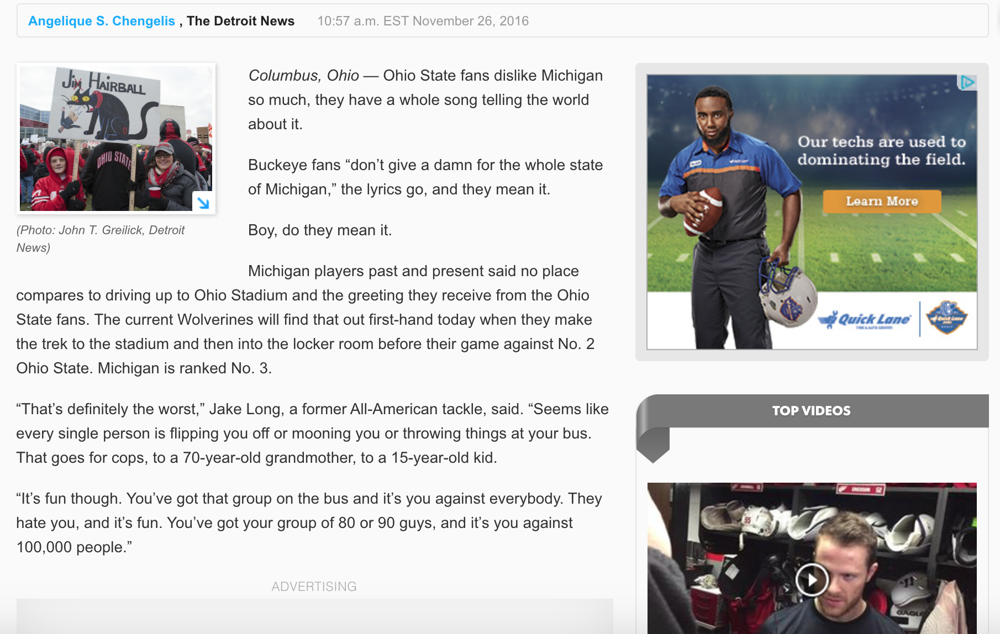 Angelique S. Chengelis , The Detroit News 10:57 a.m. EST November 26, 2016
JiM HAIRBALL
OHIO STATE
(Photo: John T. Greilick, Detroit
News)
Columbus, Ohio — Ohio State fans dislike Michigan
so much, they have a whole song telling the world
about it.
Buckeye fans “don’t give a damn for the whole state
of Michigan,” the lyrics go, and they mean it.
Boy, do they mean it.
Michigan players past and present said no place
compares to driving up to Ohio Stadium and the greeting they receive from the Ohio
State fans. The current Wolverines will find that out first-hand today when they make
the trek to the stadium and then into the locker room before their game against No. 2
Ohio State. Michigan is ranked No. 3.
“That’s definitely the worst,” Jake Long, a former All-American tackle, said. “Seems like
every single person is flipping you off or mooning you or throwing things at your bus.
That goes for cops, to a 70-year-old grandmother, to a 15-year-old kid.
“It’s fun though. You’ve got that group on the bus and it’s you against everybody. They
hate you, and it’s fun. You’ve got your group of 80 or 90 guys, and it’s you against
100,000 people.”
ADVERTISING
Our techs are used to
dominating the field.
Learn More
Quick Lane
TIRE & AUTO CENTER
Quick Lane
TOP VIDEOS
ERICSSON 52
55
11